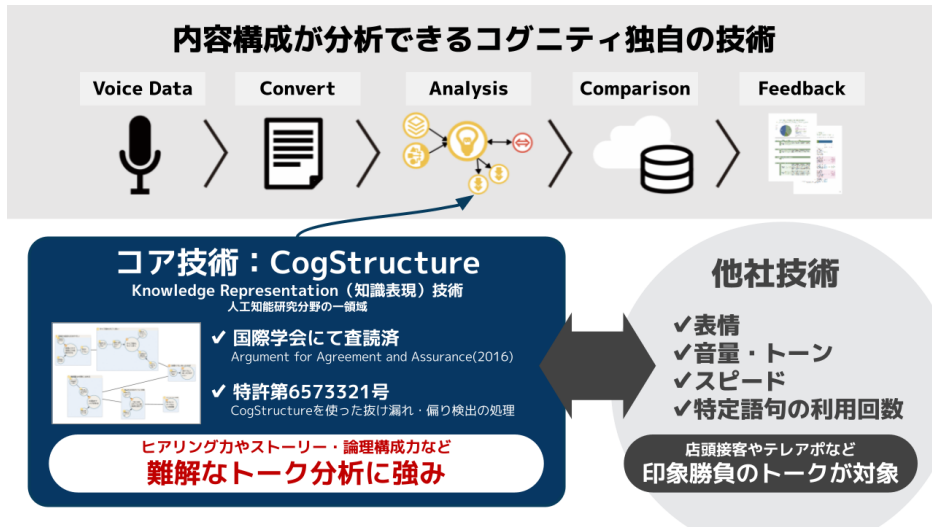 内容構成が分析できるコグニティ独自の技術
Voice Data
Convert
Analysis
Comparison
Feedback
コア技術：CogStructure
Knowledge Representation（知識表現）技術
人工知能研究分野の一領域
✓国際学会にて査読済
Argument for Agreement and Assurance(2016)
✓特許第6573321号
CogStructureを使った抜け漏れ・偏り検出の処理
ヒアリング力やストーリー・論理構成力など
難解なトーク分析に強み
他社技術
✓表情
✓音量・トーン
✓スピード
✓特定語句の利用回数
店頭接客やテレアポなど
印象勝負のトークが対象